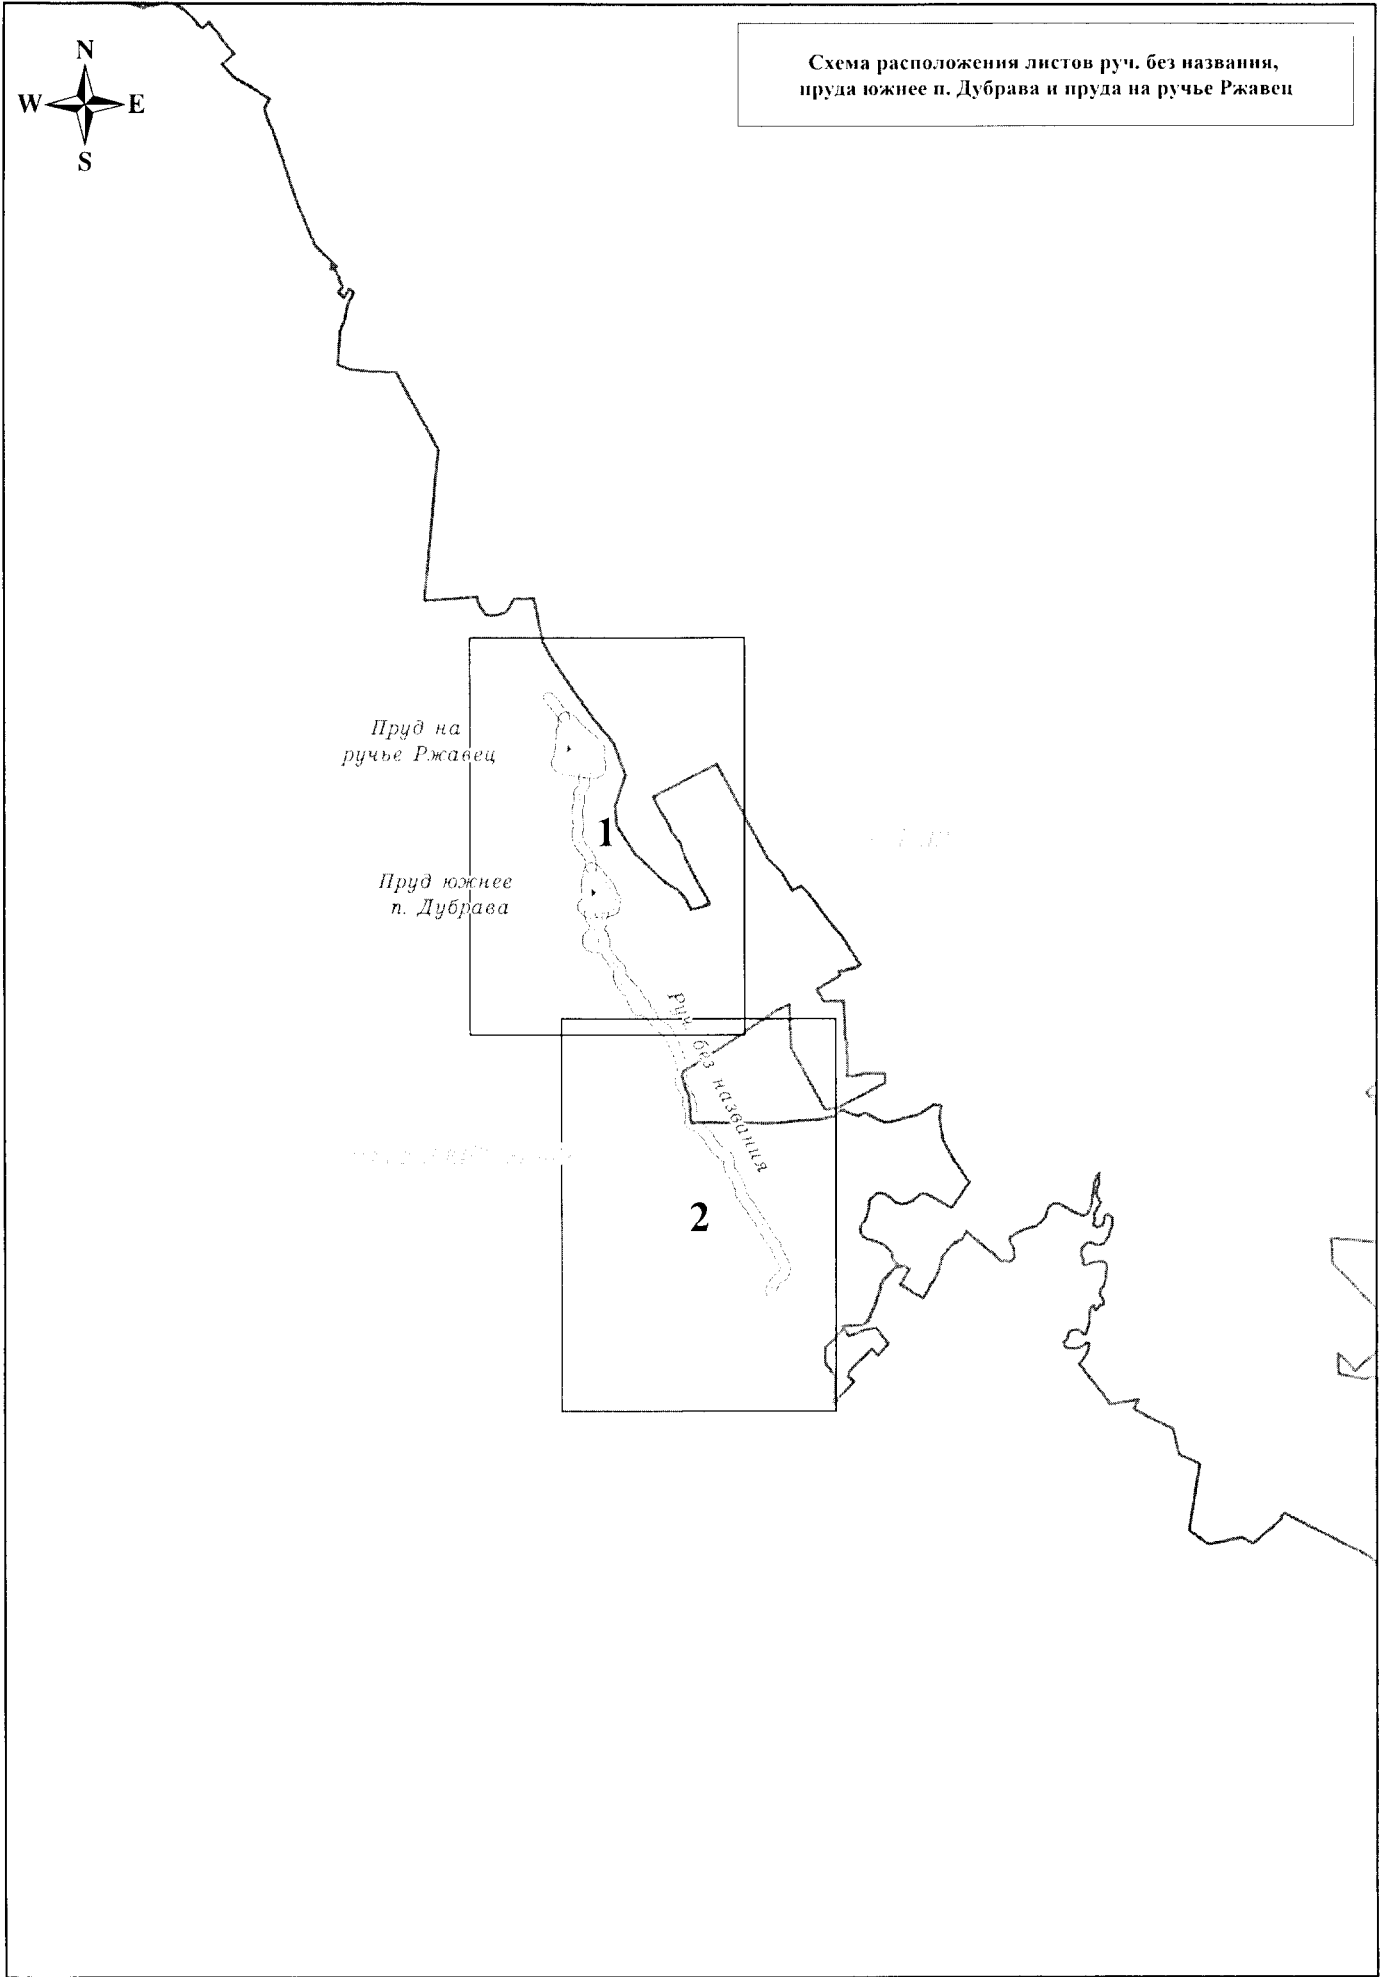 Схема расположения листов руч. без названия,
пруда южнее п. Дубрава и пруда на ручье Ржавец
N
W E
S
Пруд на
ручье Ржавец
1
Пруд южнее
п. Дубрава
Руч. без названия
2